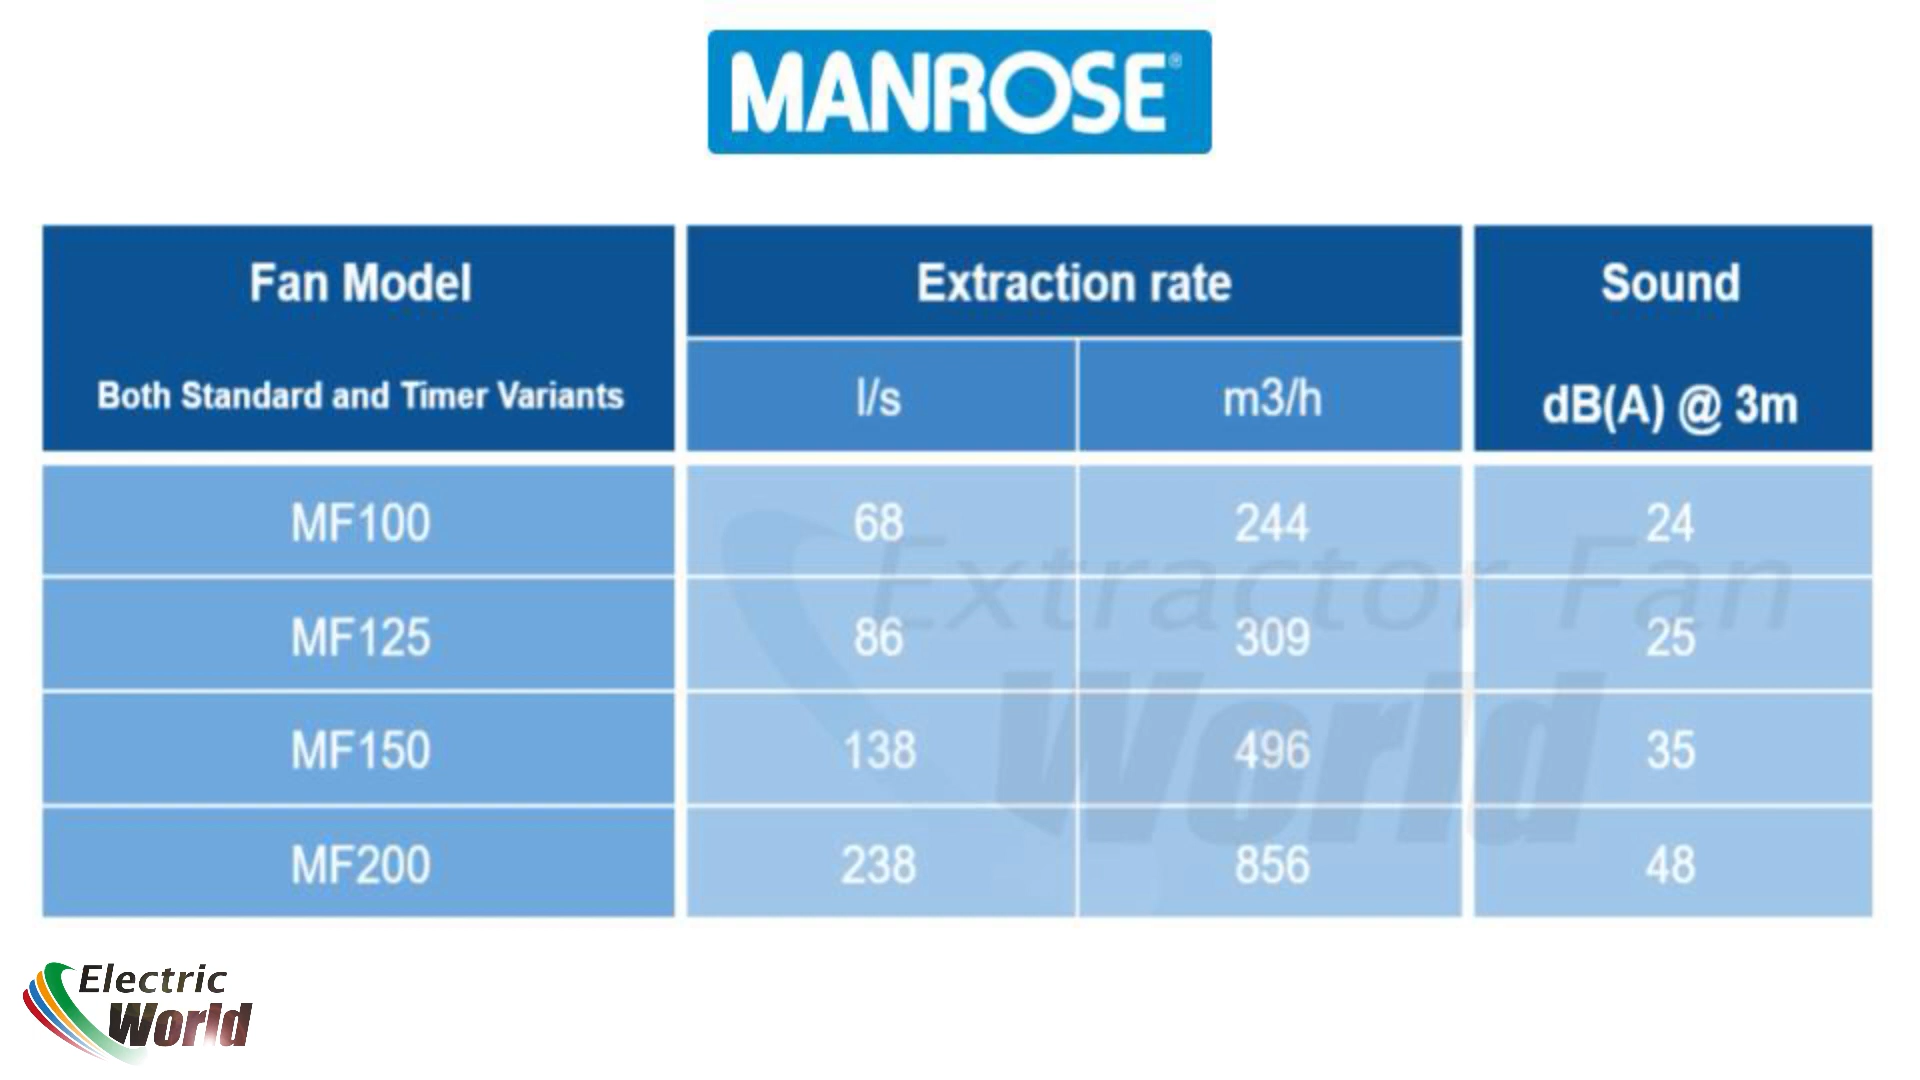 MANROSE®
Fan Model
Both Standard and Timer Variants
Extraction rate
l/s
m3/h
Sound
dB(A) @ 3m
MF100 68 244 24
MF125 86 309 25
MF150 138 496 35
MF200 238 856 48
Extractor Fan
World
Electric
World